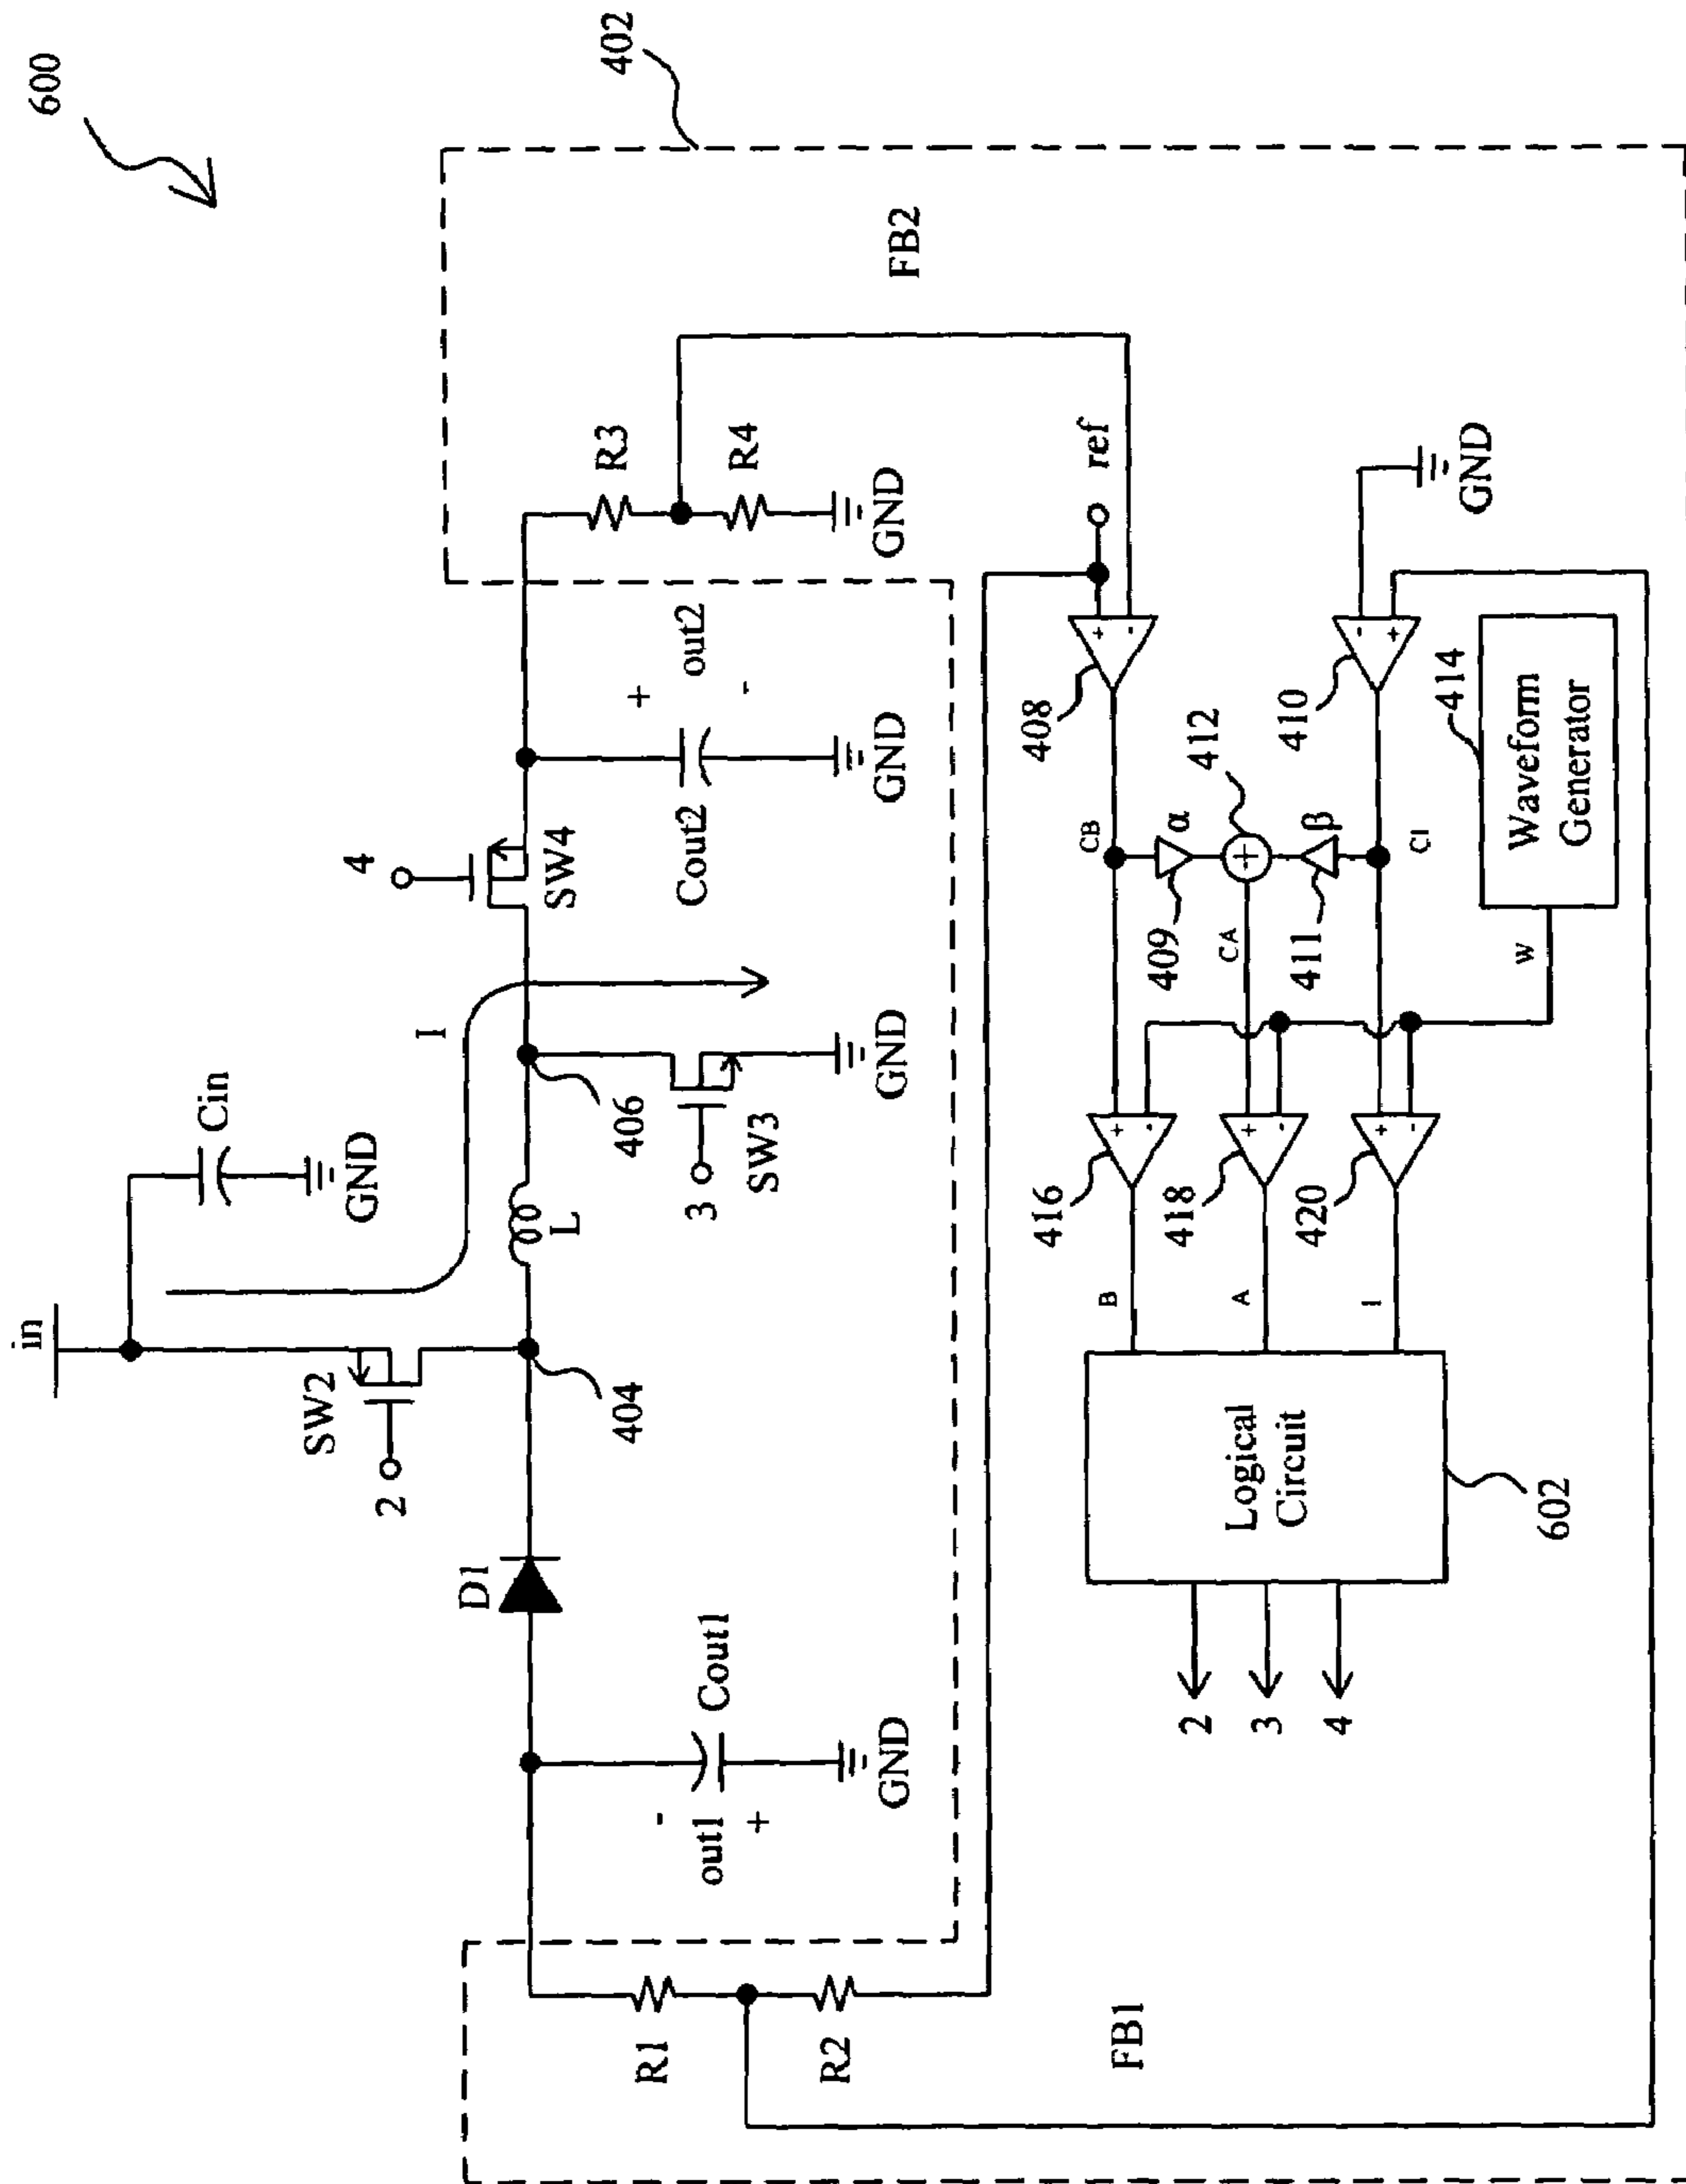 600
402
in
Cin
GND
SW2
2
I
4
404
L
406
SW4
D1
3
SW3
GND
Cout2
+
out2
-
GND
R3
R4
GND
FB2
-
out1
+
Cout1
GND
R1
R2
FB1
ref
+
-
408
CB
α
409
412
+
CA
β
411
CI
-
+
410
GND
414
Waveform
Generator
W
+
-
416
+
-
418
+
-
420
B
A
I
Logical
Circuit
602
2
3
4